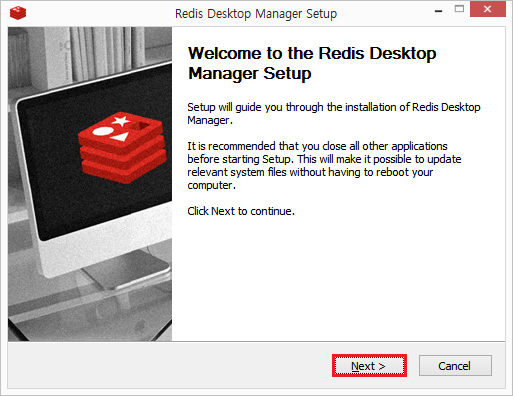 Redis Desktop Manager Setup
Welcome to the Redis Desktop
Manager Setup
Setup will guide you through the installation of Redis Desktop
Manager.
It is recommended that you close all other applications
before starting Setup. This will make it possible to update
relevant system files without having to reboot your
computer.
Click Next to continue.
Next >
Cancel